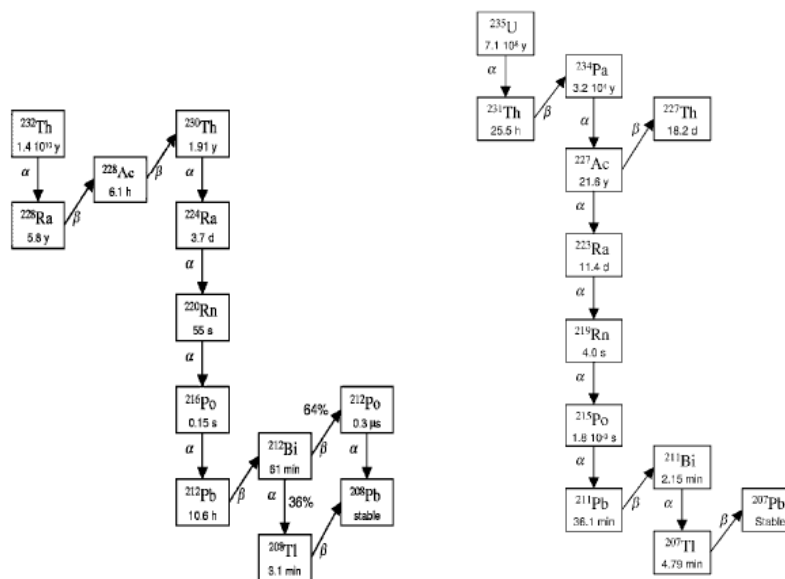 ²³²Th
1.4 10¹⁰ y
α
²²⁸Ra
5.8 y
β
²²⁸Ac
6.1 h
β
²³⁰Th
1.91 y
α
²²⁴Ra
3.7 d
α
²²⁰Rn
55 s
α
²¹⁶Po
0.15 s
α
²¹²Pb
10.6 h
β
²¹²Bi
61 min
64%
β
²¹²Po
0.3 µs
α
α
36%
²⁰⁸Tl
3.1 min
β
²⁰⁸Pb
stable
²³⁵U
7.1 10⁸ y
α
²³¹Th
25.5 h
β
²³⁴Pa
3.2 10⁴ y
α
²²⁷Ac
21.6 y
β
²²⁷Th
18.2 d
α
²²³Ra
11.4 d
α
²¹⁹Rn
4.0 s
α
²¹⁵Po
1.8 10⁻³ s
α
²¹¹Pb
36.1 min
β
²¹¹Bi
2.15 min
α
²⁰⁷Tl
4.79 min
β
²⁰⁷Pb
Stable